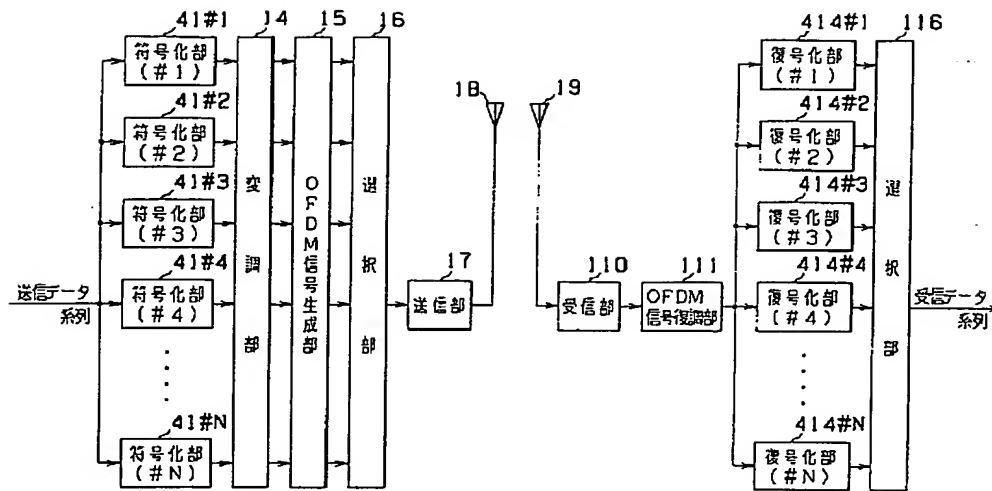 41#1
14
15
16
414#1
116
符号化部
(#1)
復号化部
(#1)
41#2
18
19
414#2
符号化部
(#2)
復号化部
(#2)
41#3
414#3
符号化部
(#3)
復号化部
(#3)
変調部
OFDM信号生成部
選択部
選択部
41#4
17
110
111
414#4
送信データ
系列
符号化部
(#4)
送信部
受信部
OFDM
信号復調部
復号化部
(#4)
受信データ
系列
41#N
414#N
符号化部
(#N)
復号化部
(#N)